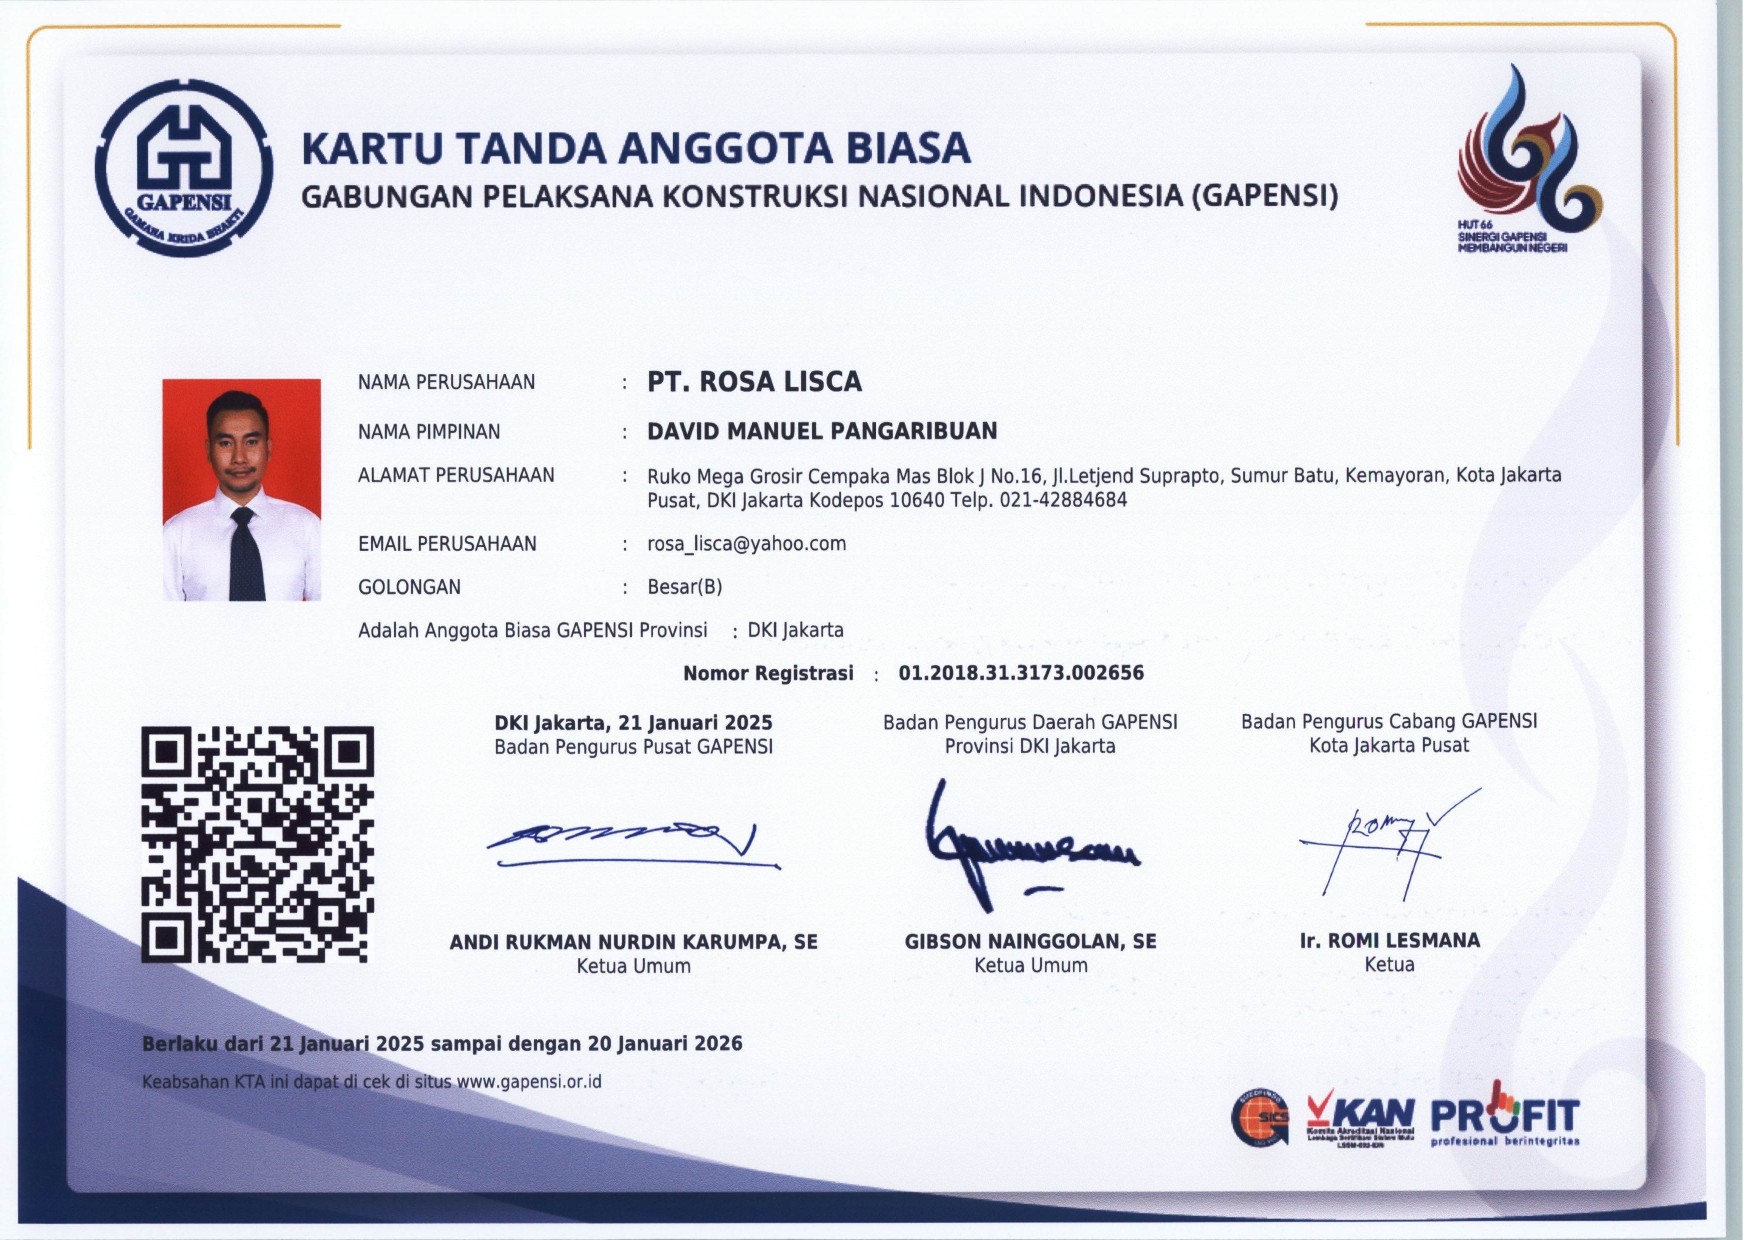 GAPENSI
GAMANA KRIDA BHAKTI
KARTU TANDA ANGGOTA BIASA
GABUNGAN PELAKSANA KONSTRUKSI NASIONAL INDONESIA (GAPENSI)
HUT 66
SINERGI GAPENSI
MEMBANGUN NEGERI
NAMA PERUSAHAAN : PT. ROSA LISCA
NAMA PIMPINAN : DAVID MANUEL PANGARIBUAN
ALAMAT PERUSAHAAN : Ruko Mega Grosir Cempaka Mas Blok J No.16, Jl.Letjend Suprapto, Sumur Batu, Kemayoran, Kota Jakarta
Pusat, DKI Jakarta Kodepos 10640 Telp. 021-42884684
EMAIL PERUSAHAAN : rosa_lisca@yahoo.com
GOLONGAN : Besar(B)
Adalah Anggota Biasa GAPENSI Provinsi : DKI Jakarta
Nomor Registrasi : 01.2018.31.3173.002656
DKI Jakarta, 21 Januari 2025
Badan Pengurus Pusat GAPENSI
ANDI RUKMAN NURDIN KARUMPA, SE
Ketua Umum
Badan Pengurus Daerah GAPENSI
Provinsi DKI Jakarta
GIBSON NAINGGOLAN, SE
Ketua Umum
Badan Pengurus Cabang GAPENSI
Kota Jakarta Pusat
Ir. ROMI LESMANA
Ketua
Berlaku dari 21 Januari 2025 sampai dengan 20 Januari 2026
Keabsahan KTA ini dapat di cek di situs www.gapensi.or.id
SICS
KAN
Komite Akreditasi Nasional
Lembaga Sertifikasi Sistem Mutu
PROFIT
profesional berintegritas